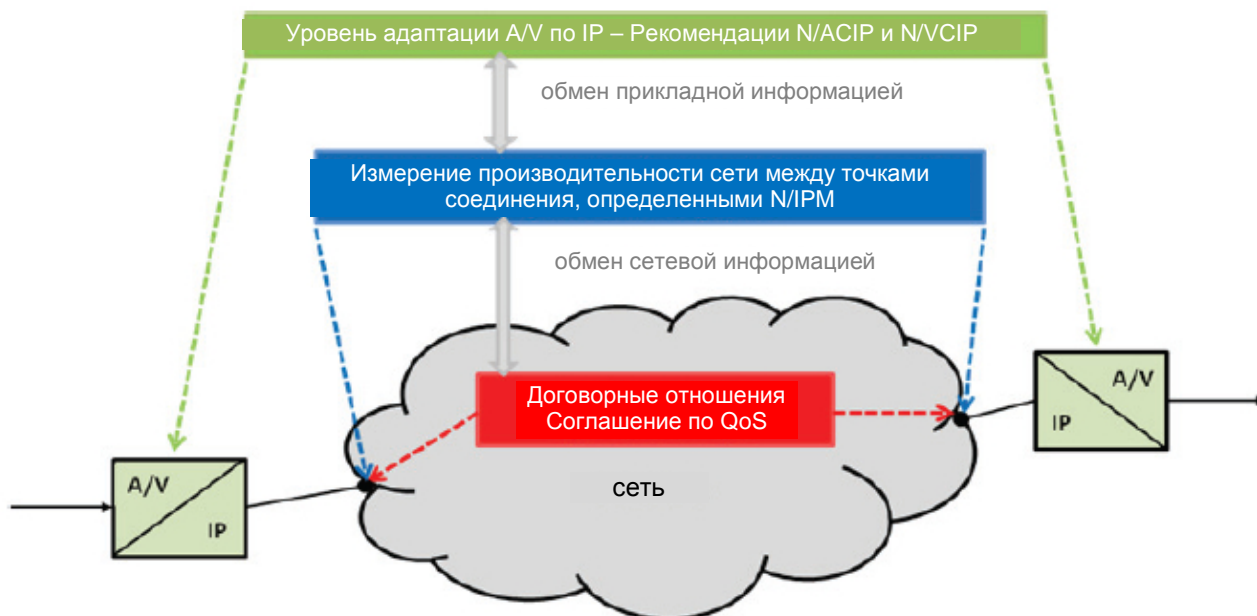 Уровень адаптации A/V по IP – Рекомендации N/ACIP и N/VCIP
обмен прикладной информацией
Измерение производительности сети между точками
соединения, определенными N/IPM
обмен сетевой информацией
Договорные отношения
Соглашение по QoS
A/V
IP
A/V
IP
сеть